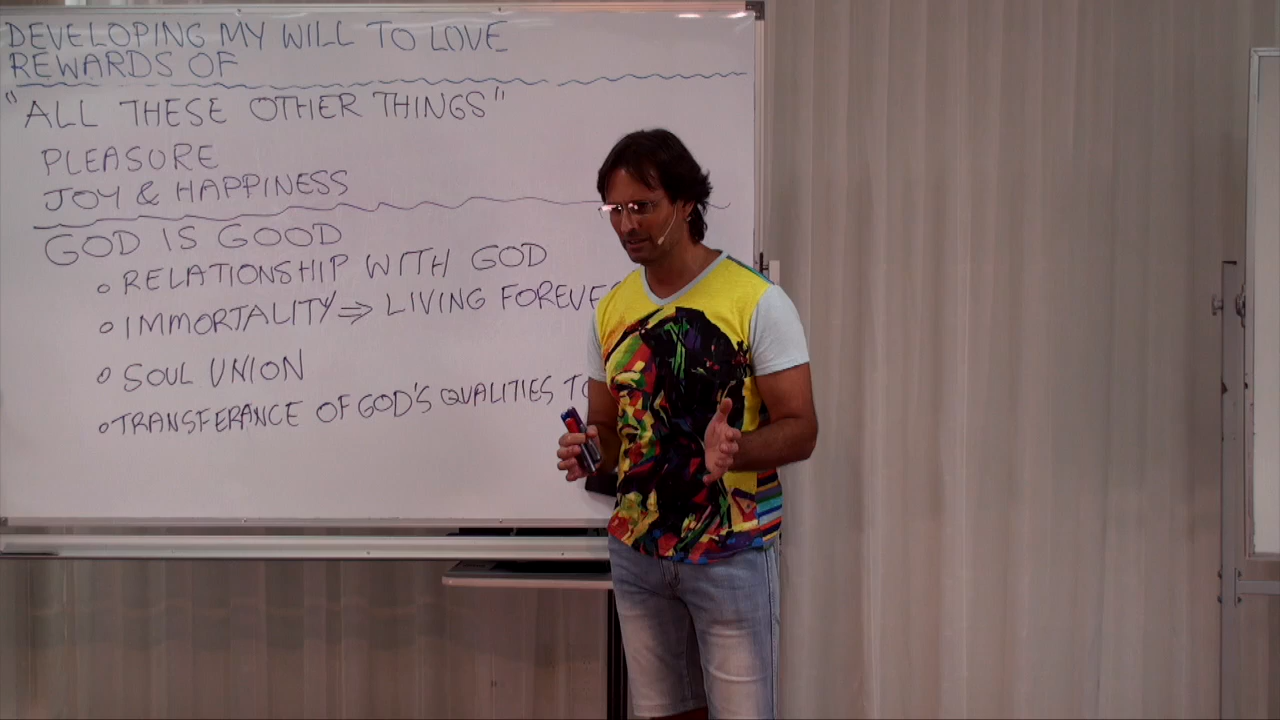 DEVELOPING MY WILL TO LOVE
REWARDS OF
"ALL THESE OTHER THINGS"
PLEASURE
JOY & HAPPINESS
GOD IS GOOD
RELATIONSHIP WITH GOD
IMMORTALITY ⇒ LIVING FOREVE
SOUL UNION
TRANSFERANCE OF GOD'S QUALITIES TO